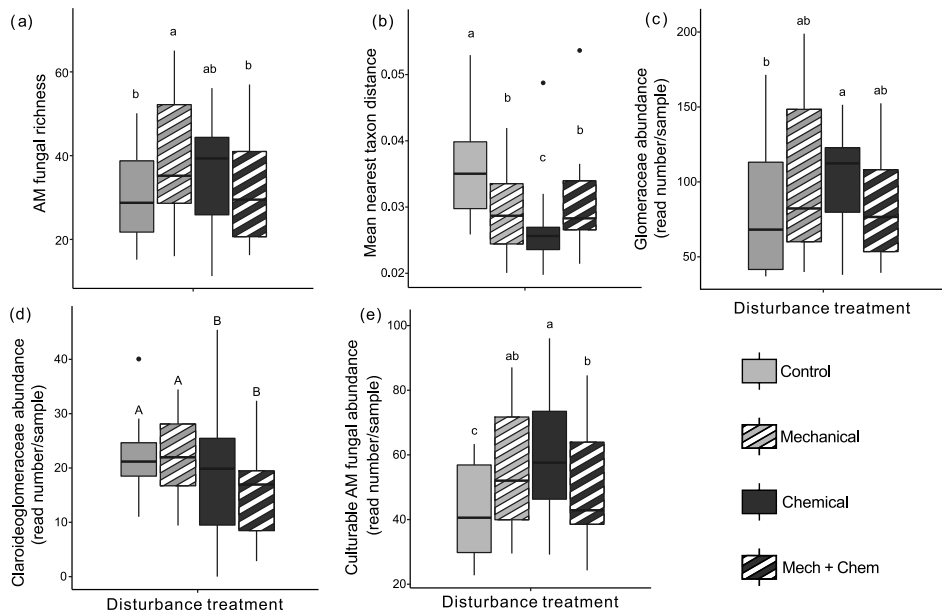 (a)
AM fungal richness
60
40
20
b
a
ab
b
(b)
Mean nearest taxon distance
0.05
0.04
0.03
0.02
a
b
c
b
(c)
Glomeraceae abundance
(read number/sample)
200
150
100
50
b
ab
a
ab
Disturbance treatment
(d)
Claroideoglomeraceae abundance
(read number/sample)
40
30
20
10
0
A
A
B
B
Disturbance treatment
(e)
Culturable AM fungal abundance
(read number/sample)
100
80
60
40
20
c
ab
a
b
Disturbance treatment
Control
Mechanical
Chemical
Mech + Chem